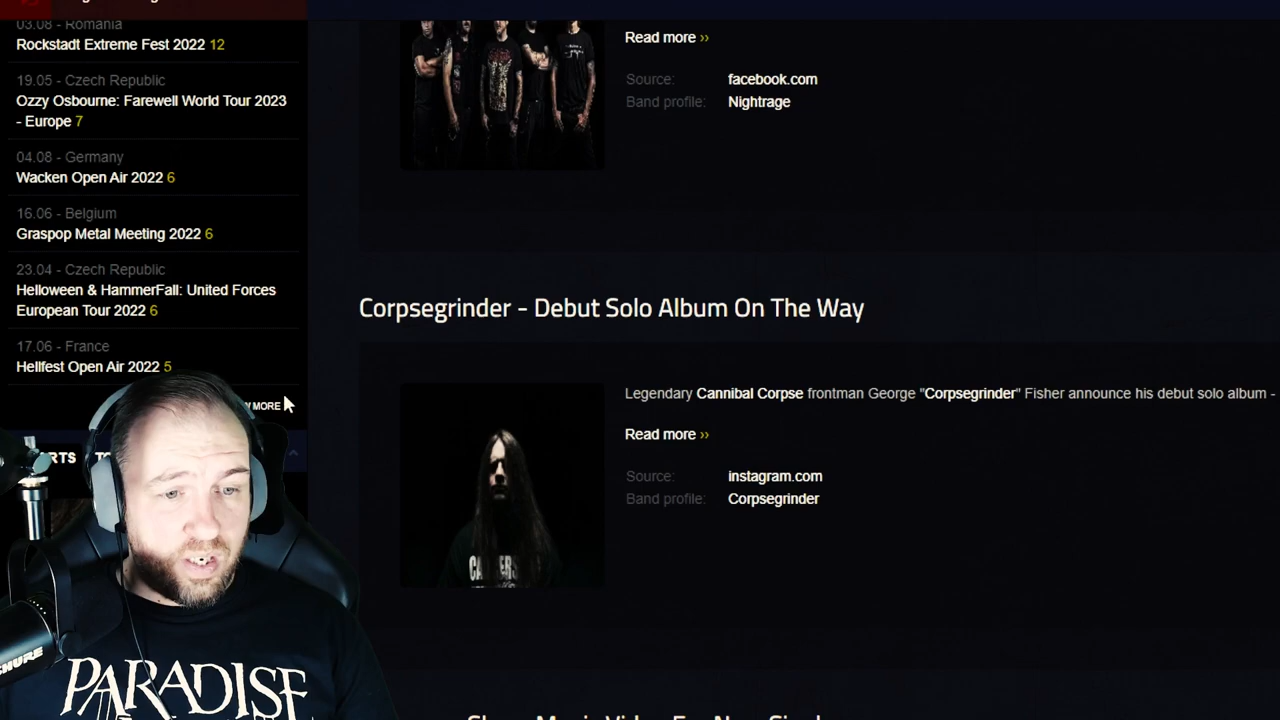 03.08 - Romania
Rockstadt Extreme Fest 2022 12
19.05 - Czech Republic
Ozzy Osbourne: Farewell World Tour 2023
- Europe 7
04.08 - Germany
Wacken Open Air 2022 6
16.06 - Belgium
Graspop Metal Meeting 2022 6
23.04 - Czech Republic
Helloween & HammerFall: United Forces
European Tour 2022 6
17.06 - France
Hellfest Open Air 2022 5
MORE
Read more ››
Source: facebook.com
Band profile: Nightrage
Corpsegrinder - Debut Solo Album On The Way
Legendary Cannibal Corpse frontman George "Corpsegrinder" Fisher announce his debut solo album -
Read more ››
Source: instagram.com
Band profile: Corpsegrinder
SHURE
PARADISE